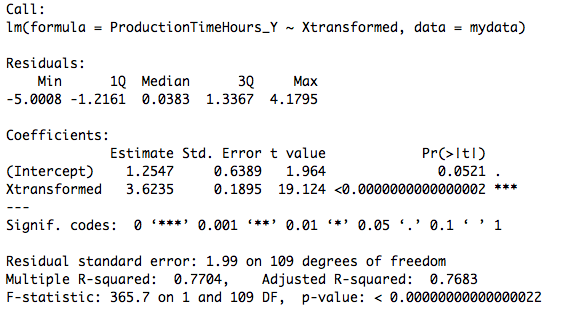 Call:
lm(formula = ProductionTimeHours_Y ~ Xtransformed, data = mydata)
Residuals:
Min 1Q Median 3Q Max
-5.0008 -1.2161 0.0383 1.3367 4.1795
Coefficients:
Estimate Std. Error t value Pr(>|t|)
(Intercept) 1.2547 0.6389 1.964 0.0521 .
Xtransformed 3.6235 0.1895 19.124 <0.0000000000000002 ***
---
Signif. codes: 0 ‘***’ 0.001 ‘**’ 0.01 ‘*’ 0.05 ‘.’ 0.1 ‘ ’ 1
Residual standard error: 1.99 on 109 degrees of freedom
Multiple R-squared: 0.7704, Adjusted R-squared: 0.7683
F-statistic: 365.7 on 1 and 109 DF, p-value: < 0.00000000000000022